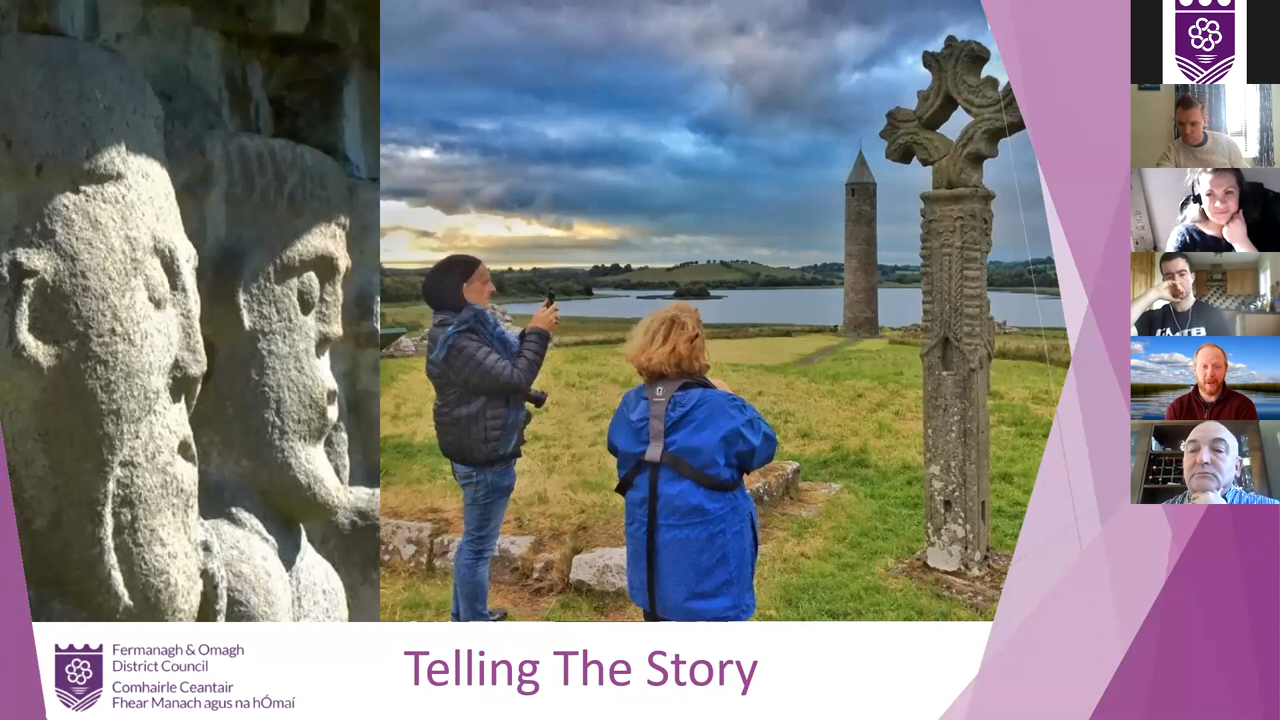 Fermanagh & Omagh
District Council
Comhairle Ceantair
Fhear Manach agus na hÓmaí
Telling The Story